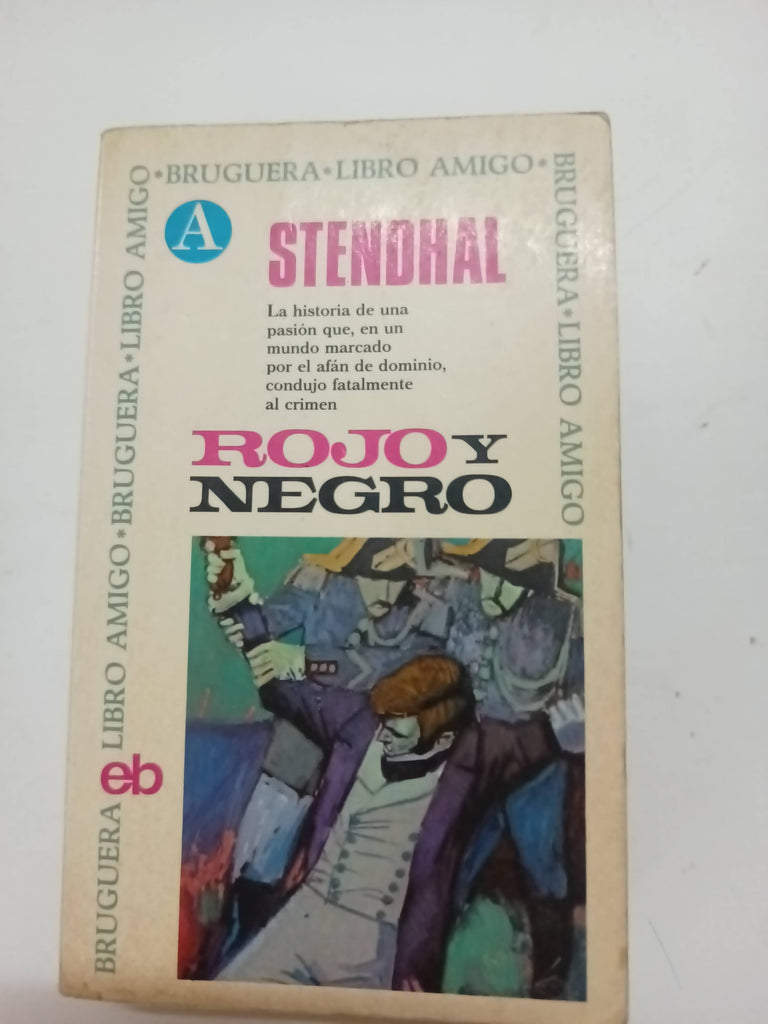 *BRUGUERA*LIBRO AMIGO*
BRUGUERA*LIBRO AMIGO
BRUGUERA LIBRO AMIGO*BRUGUERA*LIBRO AMIGO
A
STENDHAL
La historia de una
pasión que, en un
mundo marcado
por el afán de dominio,
condujo fatalmente
al crimen
ROJO Y
NEGRO
eb